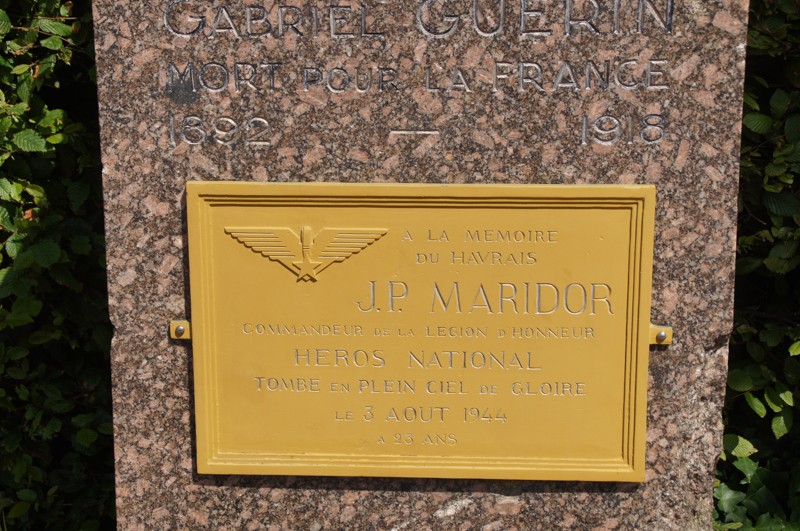 GABRIEL GUERIN
MORT POUR LA FRANCE
1892 — 1918
A LA MEMOIRE
DU HAVRAIS
J.P. MARIDOR
COMMANDEUR DE LA LEGION D'HONNEUR
HEROS NATIONAL
TOMBE EN PLEIN CIEL DE GLOIRE
LE 3 AOUT 1944
A 23 ANS